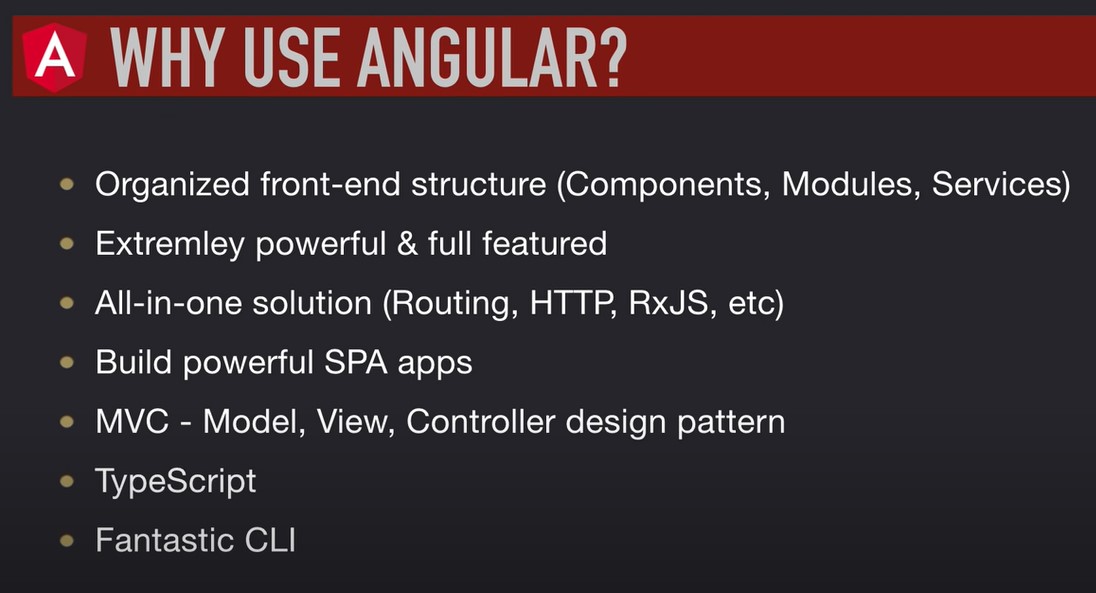 A WHY USE ANGULAR?
Organized front-end structure (Components, Modules, Services)
Extremley powerful & full featured
All-in-one solution (Routing, HTTP, RxJS, etc)
Build powerful SPA apps
MVC - Model, View, Controller design pattern
TypeScript
Fantastic CLI